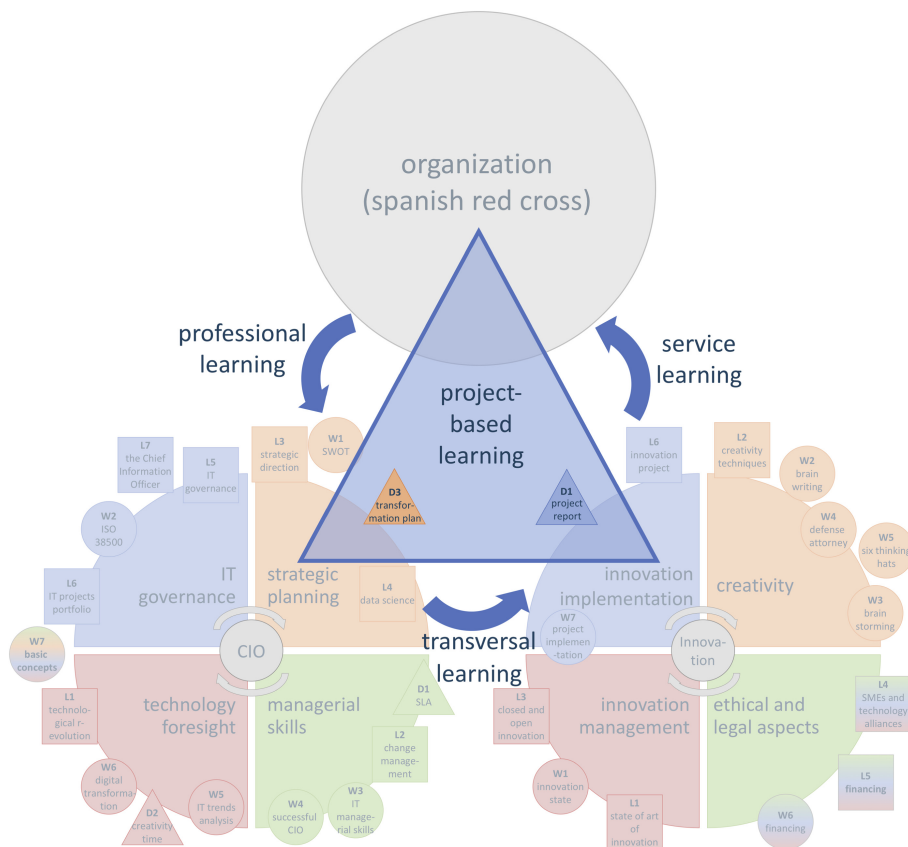 organization
(spanish red cross)
professional
learning
service
learning
project-
based
learning
L7
the Chief
Information
Officer
L5
IT
governance
L3
strategic
direction
W1
SWOT
L6
innovation
project
L2
creativity
techniques
W2
brain
writing
W2
ISO
38500
D3
transfor-
mation plan
D1
project
report
W4
defense
attorney
W5
six thinking
hats
L6
IT projects
portfolio
IT
governance
strategic
planning
L4
data science
innovation
implementation
creativity
W3
brain
storming
W7
basic
concepts
CIO
transversal
learning
W7
project
implemen-
tation
Innova-
tion
L1
technolo-
gical r-
evolution
technology
foresight
managerial
skills
D1
SLA
L3
closed and
open
innovation
innovation
management
ethical and
legal aspects
L4
SMEs and
technology
alliances
L2
change
manage-
ment
W6
digital
transforma-
tion
D2
creativity
time
W5
IT trends
analysis
W4
successful
CIO
W3
IT
manage-
rial skills
W1
innovation
state
L1
state of art
of
innovation
W6
financing
L5
financing